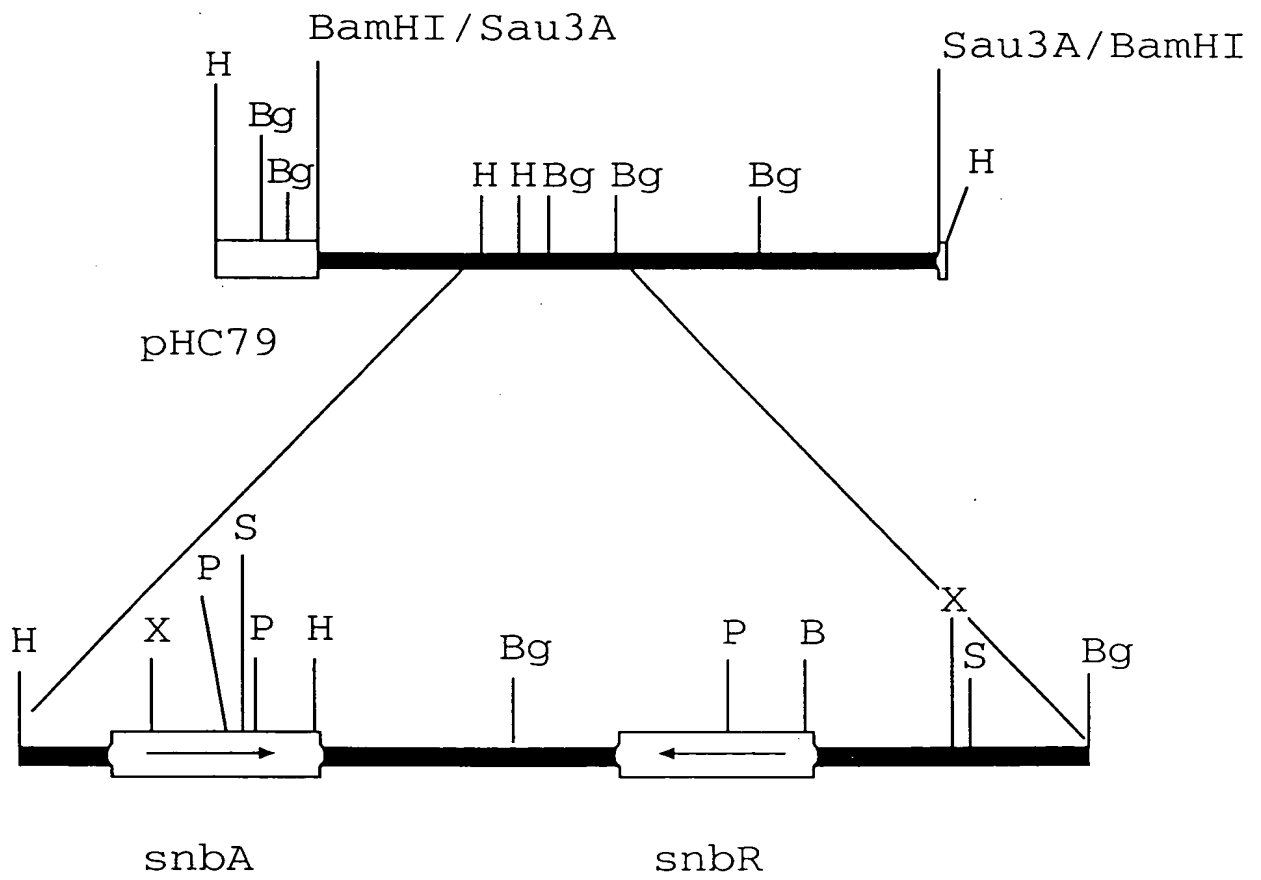 BamHI/Sau3A
Sau3A/BamHI
H
Bg
Bg
H H Bg Bg Bg
H
pHC79
S
P
X
H X P H Bg P B S Bg
snbA snbR